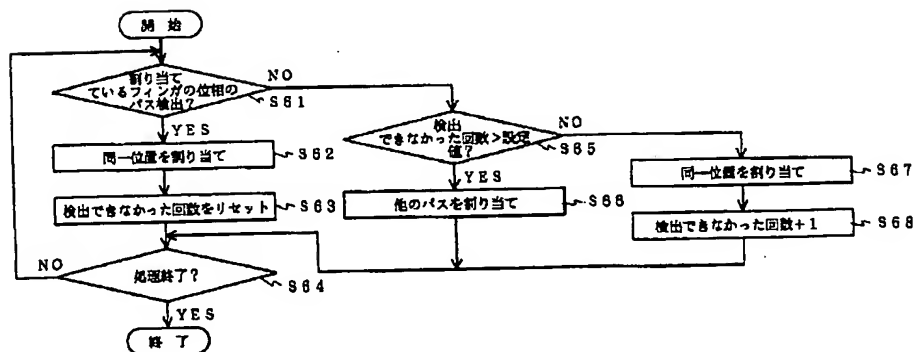 開始
割り当て
ているフィンガの位相の
パス検出？
NO
S61
YES
同一位置を割り当て
S62
検出できなかった回数をリセット
S63
検出
できなかった回数＞設定
値？
NO
S65
YES
他のパスを割り当て
S66
同一位置を割り当て
S67
検出できなかった回数+1
S68
NO
処理終了？
S64
YES
終了